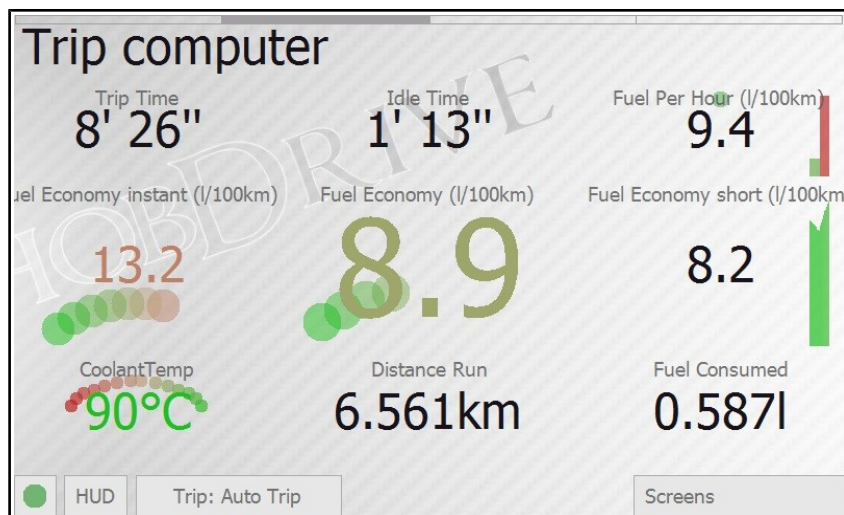 Trip computer
Trip Time
Idle Time
Fuel Per Hour (l/100km)
8' 26"
1' 13"
9.4
uel Economy instant (l/100km)
Fuel Economy (l/100km)
Fuel Economy short (l/100km
13.2
8.9
8.2
CoolantTemp
Distance Run
Fuel Consumed
90°C
6.561km
0.587l
HUD
Trip: Auto Trip
Screens
HOBDRIVE